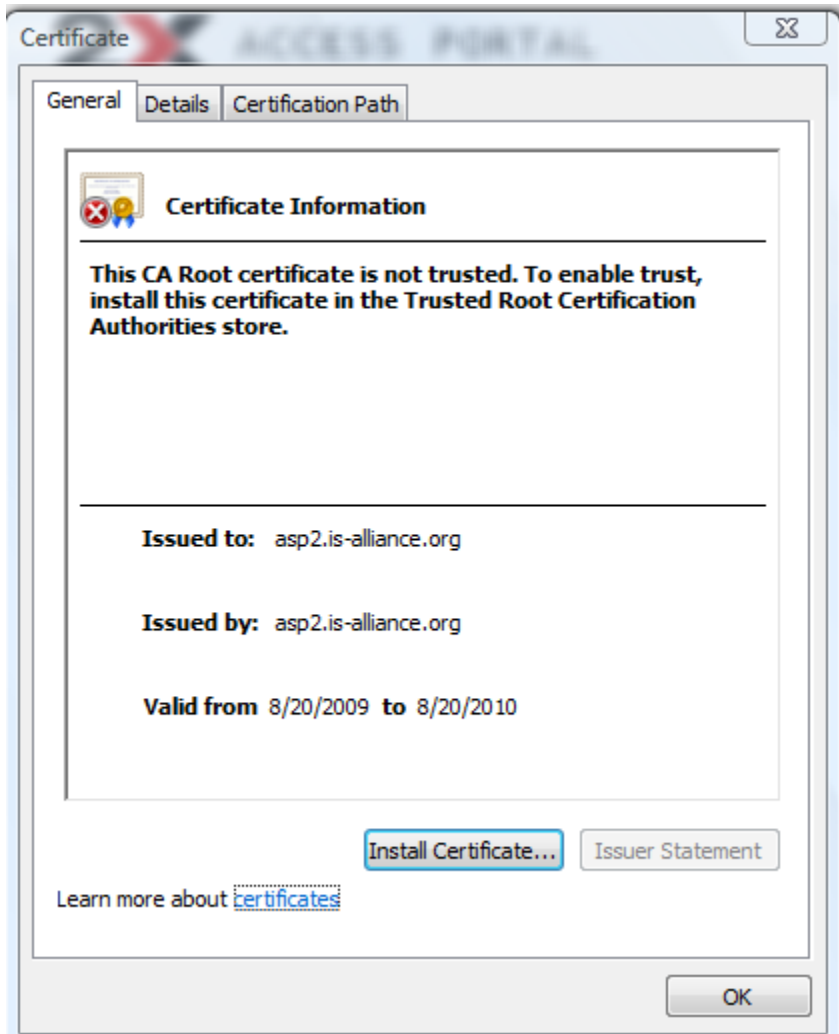 Certificate
2X ACCESS PORTAL
General
Details
Certification Path
Certificate Information
This CA Root certificate is not trusted. To enable trust,
install this certificate in the Trusted Root Certification
Authorities store.
Issued to: asp2.is-alliance.org
Issued by: asp2.is-alliance.org
Valid from 8/20/2009 to 8/20/2010
Install Certificate...
Issuer Statement
Learn more about certificates
OK